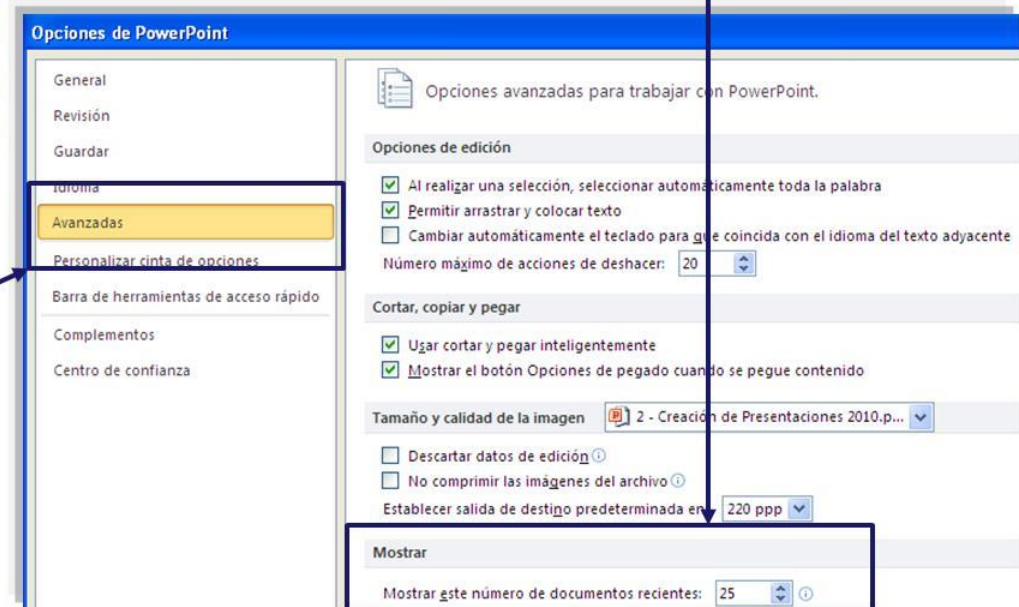 Opciones de PowerPoint
General
Revisión
Guardar
Idioma
Avanzadas
Personalizar cinta de opciones
Barra de herramientas de acceso rápido
Complementos
Centro de confianza
Opciones avanzadas para trabajar con PowerPoint.
Opciones de edición
Al realizar una selección, seleccionar automáticamente toda la palabra
Permitir arrastrar y colocar texto
Cambiar automáticamente el teclado para que coincida con el idioma del texto adyacente
Número máximo de acciones de deshacer: 20
Cortar, copiar y pegar
Usar cortar y pegar inteligentemente
Mostrar el botón Opciones de pegado cuando se pegue contenido
Tamaño y calidad de la imagen 2 - Creación de Presentaciones 2010.p...
Descartar datos de edición
No comprimir las imágenes del archivo
Establecer salida de destino predeterminada en 220 ppp
Mostrar
Mostrar este número de documentos recientes: 25